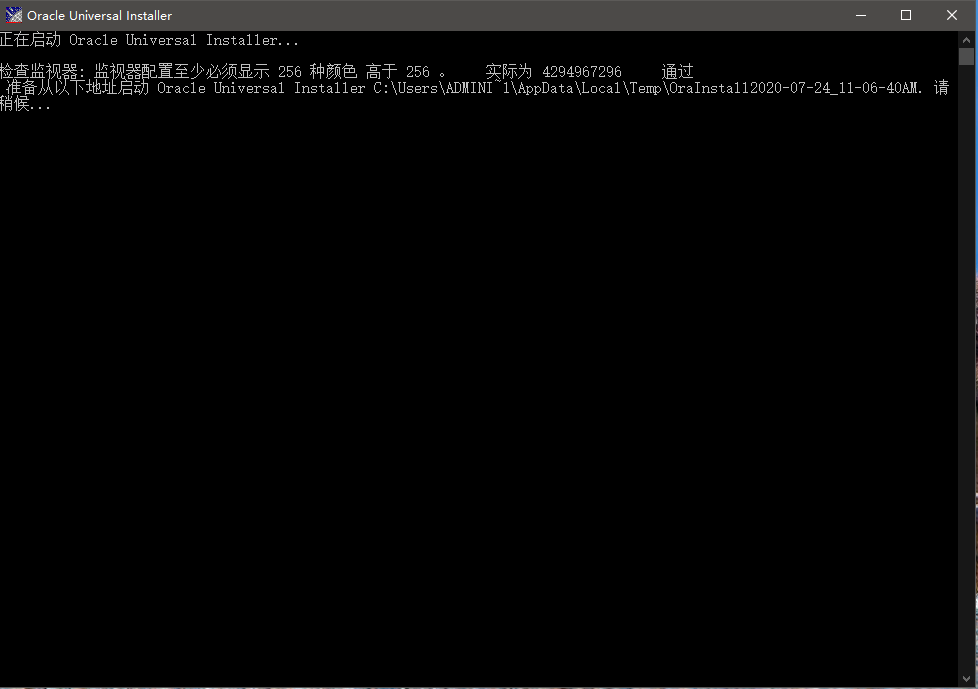 Oracle Universal Installer
正在启动 Oracle Universal Installer...
检查监视器: 监视器配置至少必须显示 256 种颜色 高于 256 。    实际为 4294967296    通过
准备从以下地址启动 Oracle Universal Installer C:\Users\ADMINI~1\AppData\Local\Temp\OraInstall2020-07-24_11-06-40AM. 请
稍候...